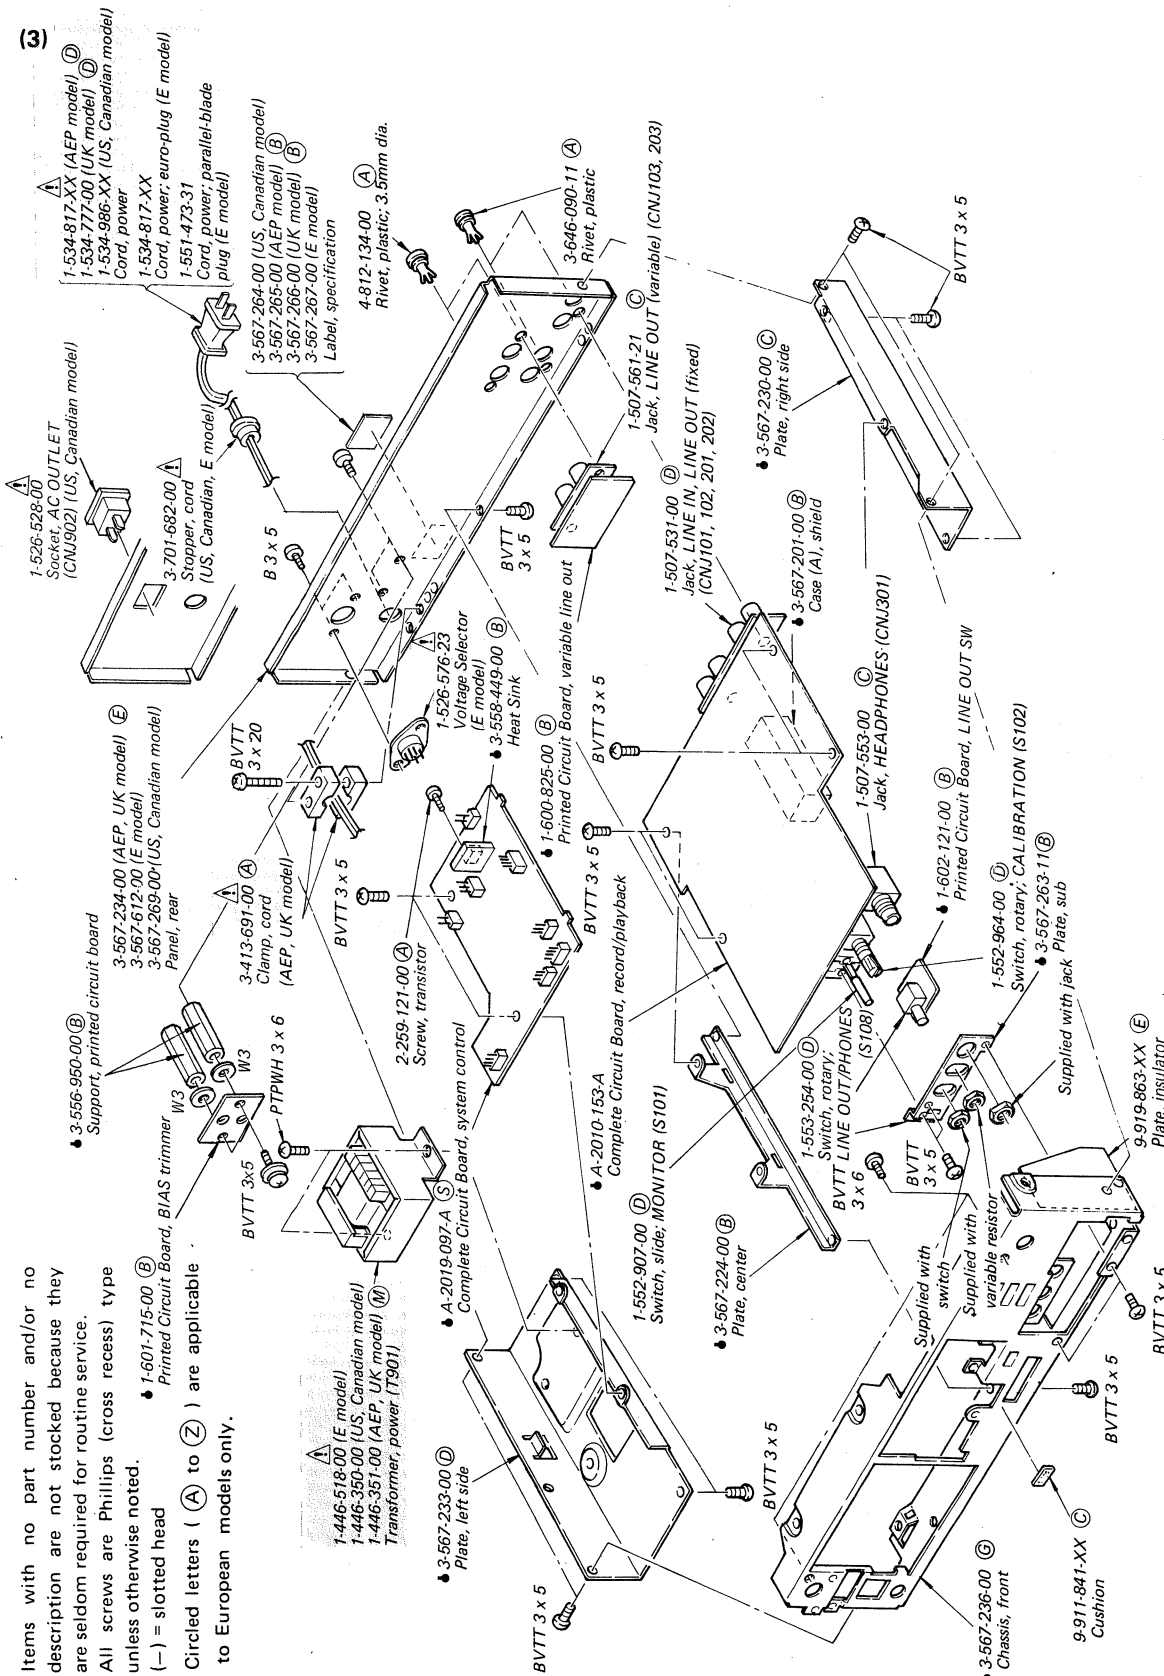 (3)
Items with no part number and/or no
description are not stocked because they
are seldom required for routine service.
All screws are Phillips (cross recess) type
unless otherwise noted.
(−) = slotted head
Circled letters ( Ⓐ to Ⓩ ) are applicable
to European models only.
1-601-715-00 Ⓑ
Printed Circuit Board, BIAS trimmer
3-556-950-00 Ⓑ
Support, printed circuit board
W3
W3
BVTT 3x5
PTPWH 3 x 6
3-567-234-00 (AEP, UK model) Ⓔ
3-567-612-00 (E model)
3-567-269-00 (US, Canadian model)
Panel, rear
3-413-691-00 Ⓐ
Clamp, cord
(AEP, UK model)
BVTT
3 x 20
BVTT 3 x 5
1-526-528-00
Socket, AC OUTLET
(CNJ902) (US, Canadian model)
3-701-682-00
Stopper, cord
(US, Canadian, E model)
B 3 x 5
1-534-817-XX (AEP model) Ⓓ
1-534-777-00 (UK model) Ⓓ
1-534-986-XX (US, Canadian model)
Cord, power
1-534-817-XX
Cord, power; euro-plug (E model)
1-551-473-31
Cord, power; parallel-blade
plug (E model)
3-567-264-00 (US, Canadian model)
3-567-265-00 (AEP model) Ⓑ
3-567-266-00 (UK model) Ⓑ
3-567-267-00 (E model)
Label, specification
4-812-134-00 Ⓐ
Rivet, plastic; 3.5mm dia.
3-646-090-11 Ⓐ
Rivet, plastic
1-446-518-00 (E model)
1-446-350-00 (US, Canadian model)
1-446-351-00 (AEP, UK model) Ⓜ
Transformer, power (T901)
A-2019-097-A Ⓢ
Complete Circuit Board, system control
2-259-121-00 Ⓐ
Screw, transistor
1-526-576-23
Voltage Selector
(E model)
3-558-449-00 Ⓑ
Heat Sink
BVTT
3 x 5
1-600-825-00 Ⓑ
Printed Circuit Board, variable line out
1-507-561-21 Ⓒ
Jack, LINE OUT (variable) (CNJ103, 203)
1-507-531-00 Ⓓ
Jack, LINE IN, LINE OUT (fixed)
(CNJ101, 102, 201, 202)
3-567-233-00 Ⓓ
Plate, left side
BVTT 3 x 5
BVTT 3 x 5
A-2010-153-A
Complete Circuit Board, record/playback
BVTT 3 x 5
BVTT 3 x 5
3-567-201-00 Ⓑ
Case (A), shield
3-567-230-00 Ⓒ
Plate, right side
BVTT 3 x 5
1-552-907-00 Ⓓ
Switch, slide; MONITOR (S101)
3-567-224-00 Ⓑ
Plate, center
1-553-254-00 Ⓓ
Switch, rotary;
LINE OUT/PHONES
(S108)
BVTT
3 x 6
BVTT
3 x 5
1-507-553-00 Ⓒ
Jack, HEADPHONES (CNJ301)
1-602-121-00 Ⓑ
Printed Circuit Board, LINE OUT SW
1-552-964-00 Ⓓ
Switch, rotary; CALIBRATION (S102)
3-567-263-11 Ⓑ
Plate, sub
Supplied with jack
Supplied with
switch
Supplied with
variable resistor
9-919-863-XX Ⓔ
Plate, insulator
BVTT 3 x 5
BVTT 3 x 5
3-567-236-00 Ⓖ
Chassis, front
9-911-841-XX Ⓒ
Cushion